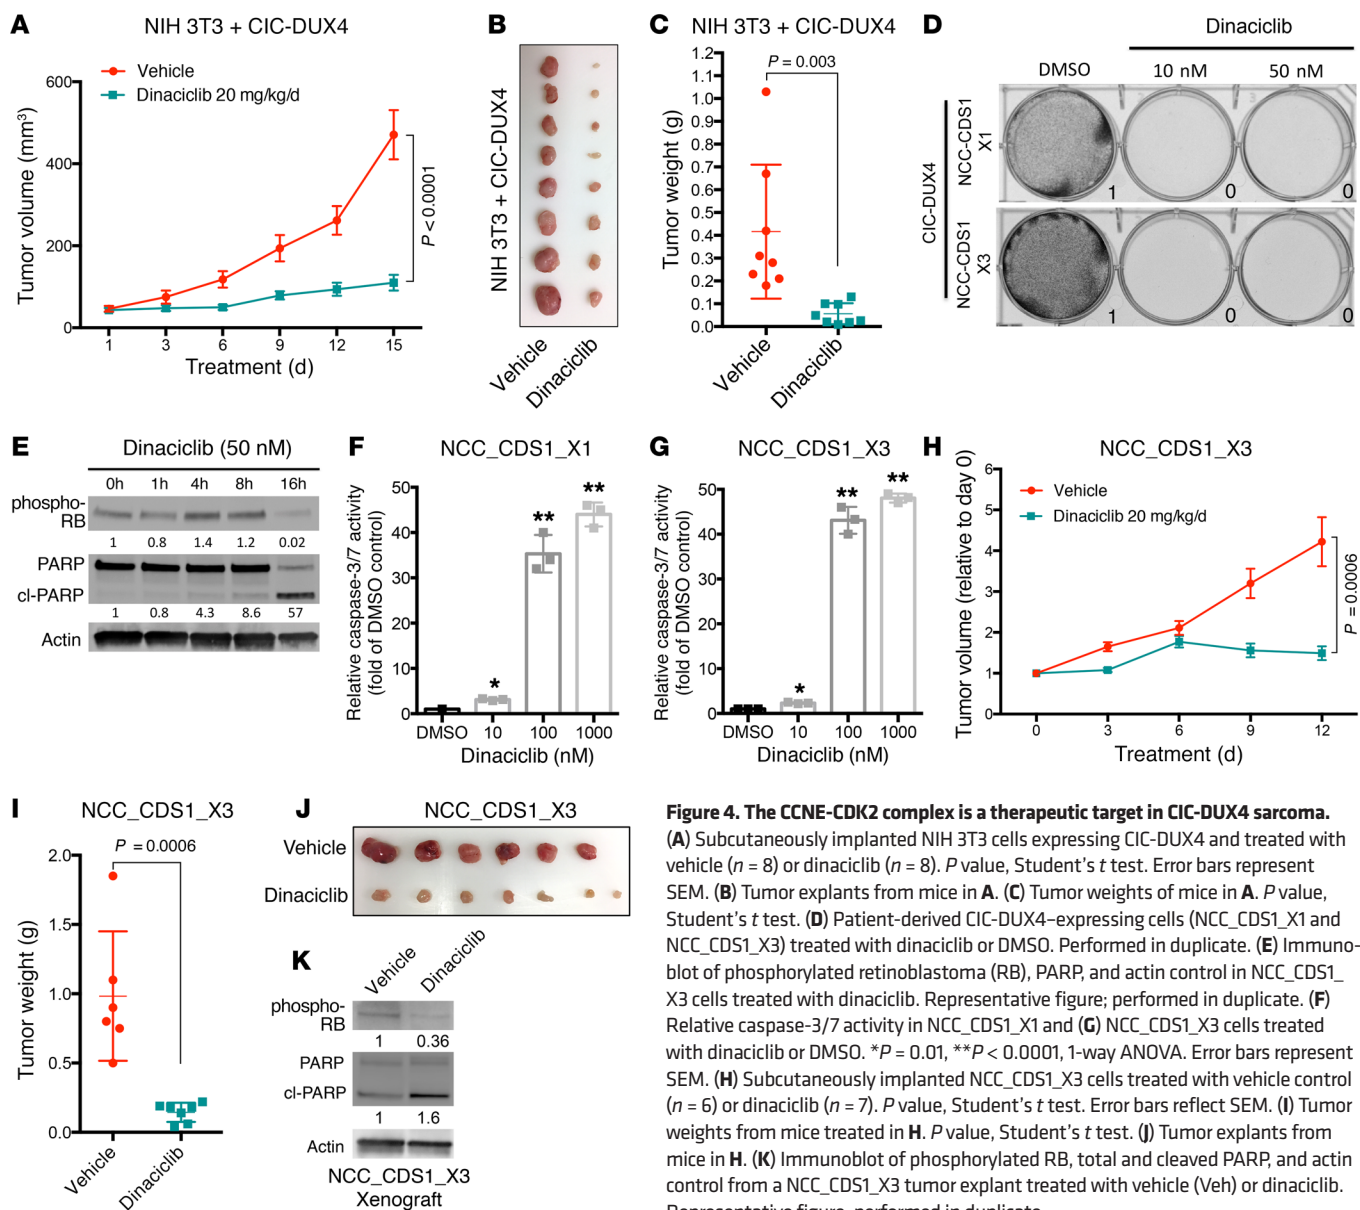 A
NIH 3T3 + CIC-DUX4
Vehicle
Dinaciclib 20 mg/kg/d
Tumor volume (mm³)
600
400
200
0
1 3 6 9 12 15
Treatment (d)
P < 0.0001
B
NIH 3T3 + CIC-DUX4
Vehicle
Dinaciclib
C
NIH 3T3 + CIC-DUX4
P = 0.003
Tumor weight (g)
1.2
1.1
1.0
0.9
0.8
0.7
0.6
0.5
0.4
0.3
0.2
0.1
0.0
Vehicle
Dinaciclib
D
Dinaciclib
DMSO 10 nM 50 nM
CIC-DUX4
NCC-CDS1
X1
1 0 0
NCC-CDS1
X3
1 0 0
E
Dinaciclib (50 nM)
0h 1h 4h 8h 16h
phospho-
RB
1 0.8 1.4 1.2 0.02
PARP
cl-PARP
1 0.8 4.3 8.6 57
Actin
F
NCC_CDS1_X1
Relative caspase-3/7 activity
(fold of DMSO control)
50
40
30
20
10
0
* ** **
DMSO 10 100 1000
Dinaciclib (nM)
G
NCC_CDS1_X3
Relative caspase-3/7 activity
(fold of DMSO control)
50
40
30
20
10
0
* ** **
DMSO 10 100 1000
Dinaciclib (nM)
H
NCC_CDS1_X3
Vehicle
Dinaciclib 20 mg/kg/d
Tumor volume (relative to day 0)
6
5
4
3
2
1
0
0 3 6 9 12
Treatment (d)
P = 0.0006
I
NCC_CDS1_X3
P = 0.0006
Tumor weight (g)
2.0
1.5
1.0
0.5
0.0
Vehicle
Dinaciclib
J
NCC_CDS1_X3
Vehicle
Dinaciclib
K
Vehicle
Dinaciclib
phospho-
RB
1 0.36
PARP
cl-PARP
1 1.6
Actin
NCC_CDS1_X3
Xenograft
Figure 4. The CCNE-CDK2 complex is a therapeutic target in CIC-DUX4 sarcoma.
(A) Subcutaneously implanted NIH 3T3 cells expressing CIC-DUX4 and treated with
vehicle (n = 8) or dinaciclib (n = 8). P value, Student's t test. Error bars represent
SEM. (B) Tumor explants from mice in A. (C) Tumor weights of mice in A. P value,
Student's t test. (D) Patient-derived CIC-DUX4–expressing cells (NCC_CDS1_X1 and
NCC_CDS1_X3) treated with dinaciclib or DMSO. Performed in duplicate. (E) Immuno-
blot of phosphorylated retinoblastoma (RB), PARP, and actin control in NCC_CDS1_
X3 cells treated with dinaciclib. Representative figure; performed in duplicate. (F)
Relative caspase-3/7 activity in NCC_CDS1_X1 and (G) NCC_CDS1_X3 cells treated
with dinaciclib or DMSO. *P = 0.01, **P < 0.0001, 1-way ANOVA. Error bars represent
SEM. (H) Subcutaneously implanted NCC_CDS1_X3 cells treated with vehicle control
(n = 6) or dinaciclib (n = 7). P value, Student's t test. Error bars reflect SEM. (I) Tumor
weights from mice treated in H. P value, Student's t test. (J) Tumor explants from
mice in H. (K) Immunoblot of phosphorylated RB, total and cleaved PARP, and actin
control from a NCC_CDS1_X3 tumor explant treated with vehicle (Veh) or dinaciclib.
Representative figure, performed in duplicate.